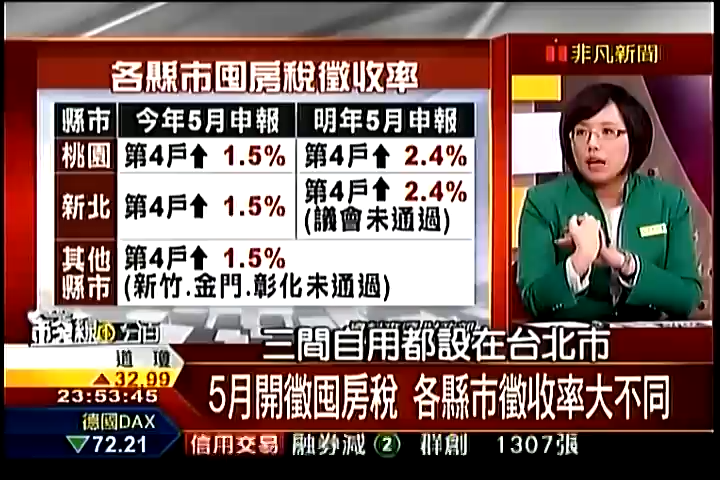 非凡新聞
各縣市囤房稅徵收率
縣市 今年5月申報 明年5月申報
桃園 第4戶⬆ 1.5% 第4戶⬆ 2.4%
新北 第4戶⬆ 1.5% 第4戶⬆ 2.4%
(議會未通過)
其他縣市 第4戶⬆ 1.5%
(新竹.金門.彰化未通過)
三間自用都設在台北市
道瓊
▲32.99
23:53:45
5月開徵囤房稅 各縣市徵收率大不同
德國DAX
▽72.21
信用交易 融券減 2 群創 1307張